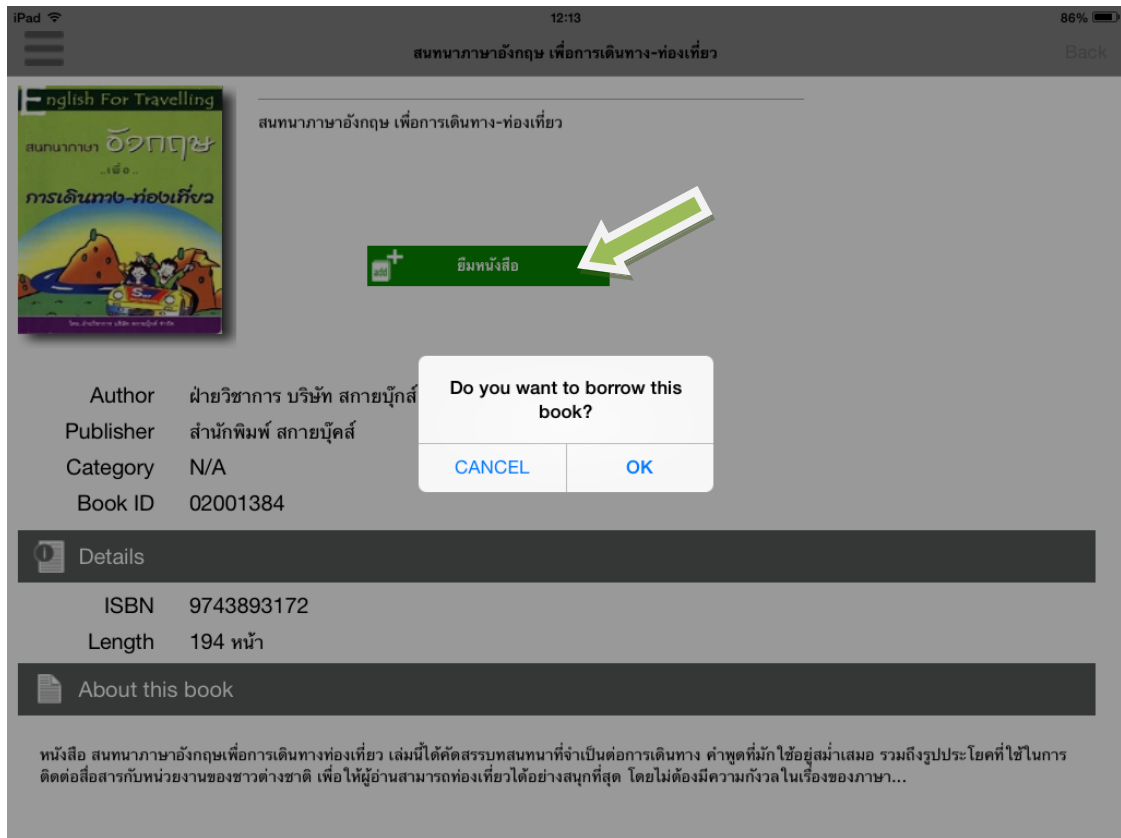 iPad 12:13 86%
สนทนาภาษาอังกฤษ เพื่อการเดินทาง-ท่องเที่ยว
Back
English For Travelling
สนทนาภาษา อังกฤษ
..เพื่อ..
การเดินทาง-ท่องเที่ยว
สนทนาภาษาอังกฤษ เพื่อการเดินทาง-ท่องเที่ยว
add
ยืมหนังสือ
Do you want to borrow this
book?
CANCEL OK
Author ฝ่ายวิชาการ บริษัท สกายบุ๊กส์
Publisher สำนักพิมพ์ สกายบุ๊คส์
Category N/A
Book ID 02001384
Details
ISBN 9743893172
Length 194 หน้า
About this book
หนังสือ สนทนาภาษาอังกฤษเพื่อการเดินทางท่องเที่ยว เล่มนี้ได้คัดสรรบทสนทนาที่จำเป็นต่อการเดินทาง คำพูดที่มักใช้อยู่สม่ำเสมอ รวมถึงรูปประโยคที่ใช้ในการ
ติดต่อสื่อสารกับหน่วยงานของชาวต่างชาติ เพื่อให้ผู้อ่านสามารถท่องเที่ยวได้อย่างสนุกที่สุด โดยไม่ต้องมีความกังวลในเรื่องของภาษา...